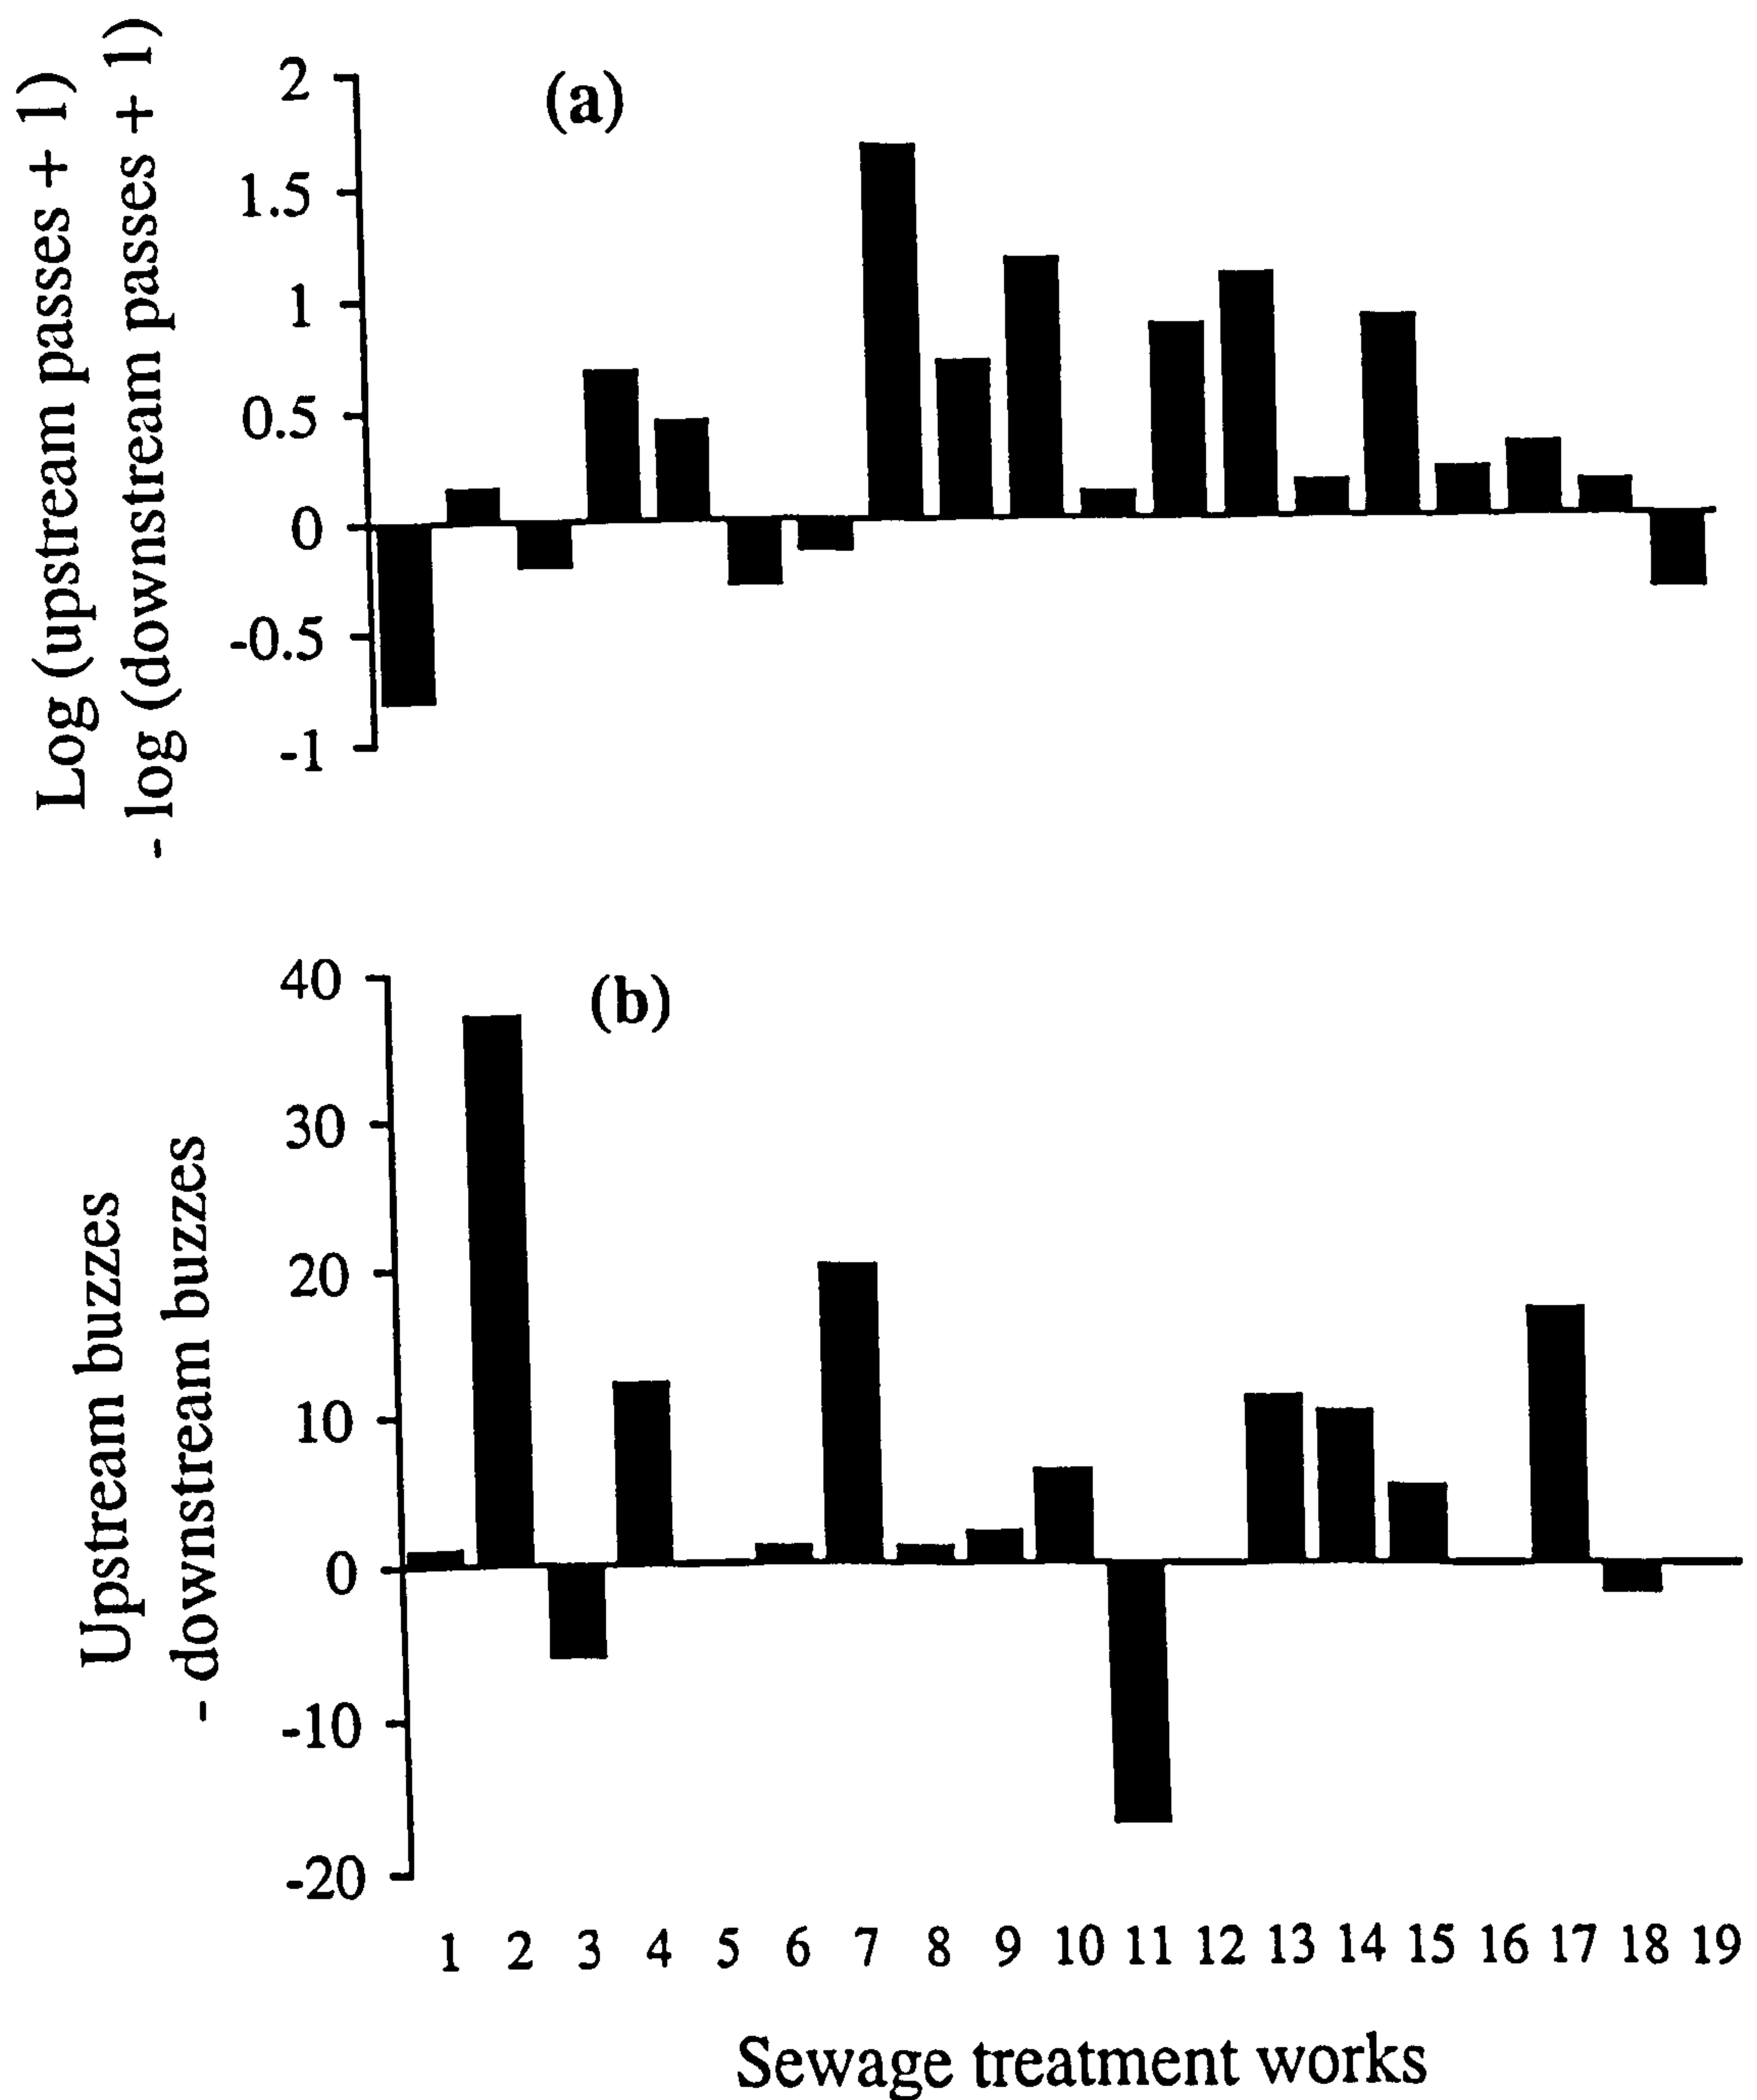 Log (upstream passes + 1)
- log (downstream passes + 1)
(a)
2
1.5
1
0.5
0
-0.5
-1
Upstream buzzes
- downstream buzzes
(b)
40
30
20
10
0
-10
-20
1 2 3 4 5 6 7 8 9 10 11 12 13 14 15 16 17 18 19
Sewage treatment works